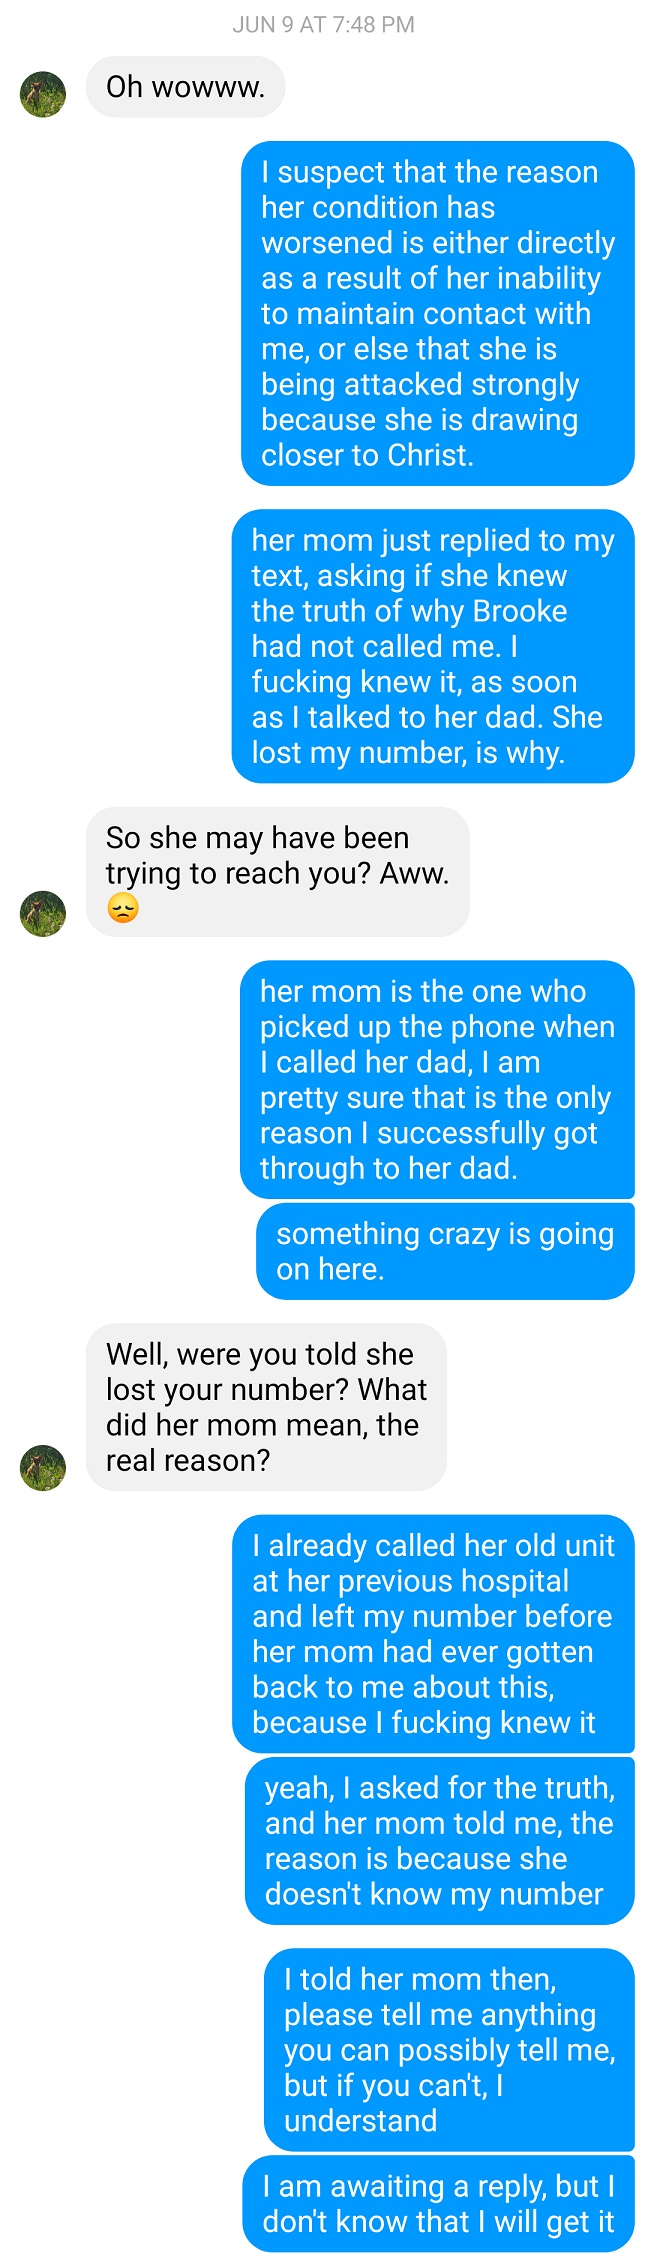 JUN 9 AT 7:48 PM
Oh wowww.
I suspect that the reason
her condition has
worsened is either directly
as a result of her inability
to maintain contact with
me, or else that she is
being attacked strongly
because she is drawing
closer to Christ.
her mom just replied to my
text, asking if she knew
the truth of why Brooke
had not called me. I
fucking knew it, as soon
as I talked to her dad. She
lost my number, is why.
So she may have been
trying to reach you? Aww.
😞
her mom is the one who
picked up the phone when
I called her dad, I am
pretty sure that is the only
reason I successfully got
through to her dad.
something crazy is going
on here.
Well, were you told she
lost your number? What
did her mom mean, the
real reason?
I already called her old unit
at her previous hospital
and left my number before
her mom had ever gotten
back to me about this,
because I fucking knew it
yeah, I asked for the truth,
and her mom told me, the
reason is because she
doesn't know my number
I told her mom then,
please tell me anything
you can possibly tell me,
but if you can't, I
understand
I am awaiting a reply, but I
don't know that I will get it